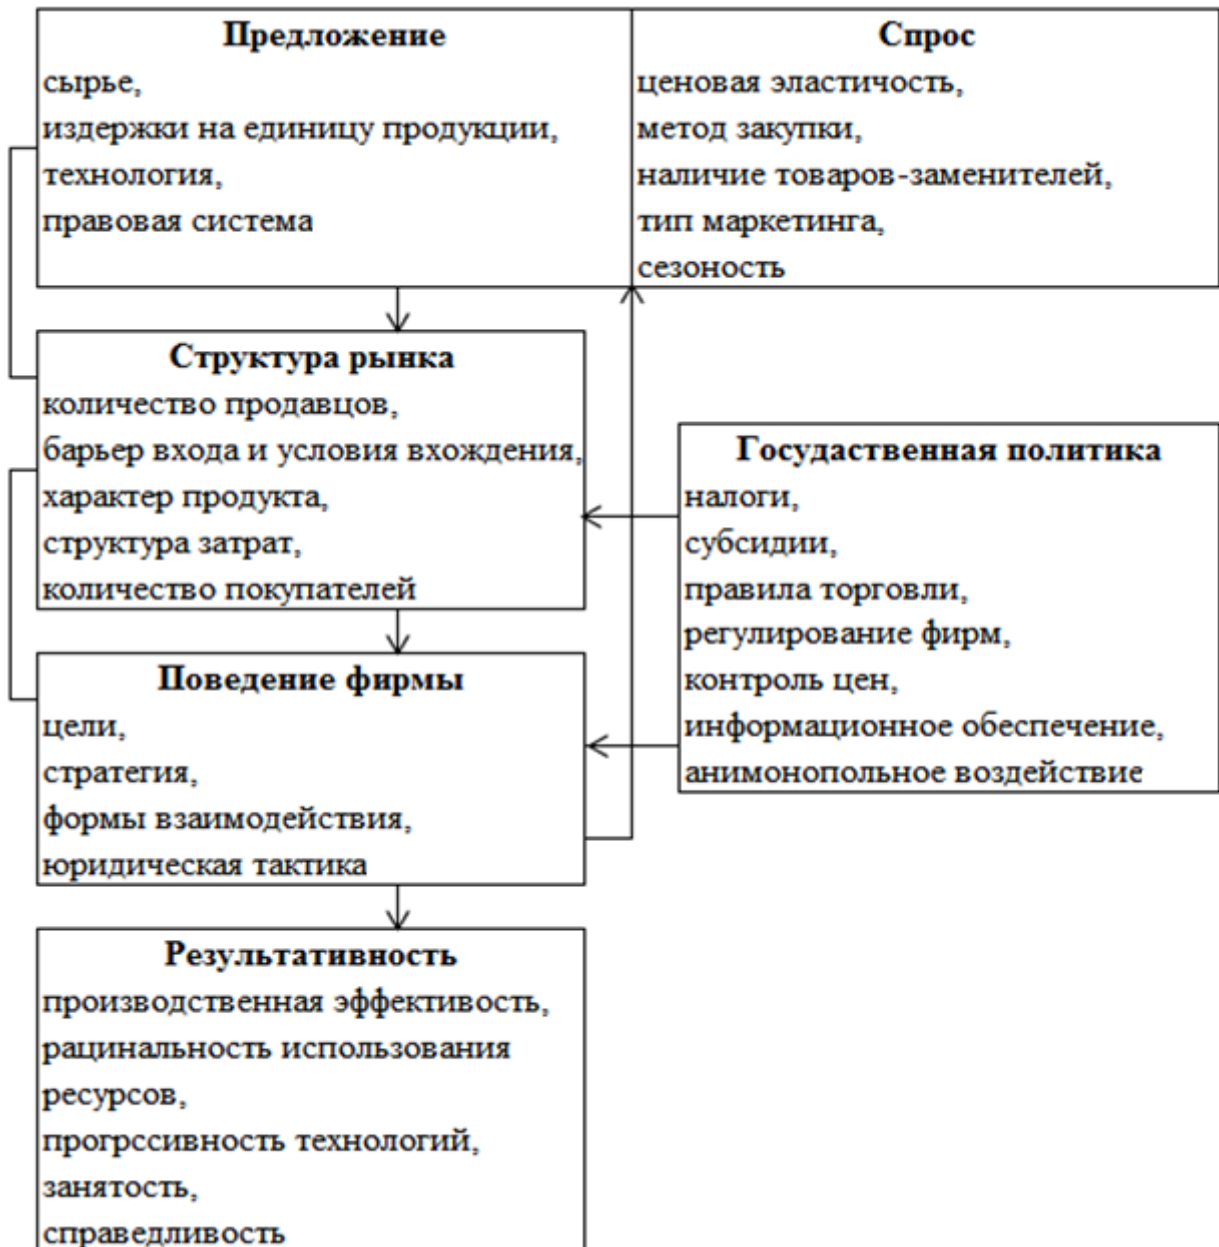 Предложение
сырье,
издержки на единицу продукции,
технология,
правовая система
Спрос
ценовая эластичость,
метод закупки,
наличие товаров-заменителей,
тип маркетинга,
сезоность
Структура рынка
количество продавцов,
барьер входа и условия вхождения,
характер продукта,
структура затрат,
количество покупателей
Государственная политика
налоги,
субсидии,
правила торговли,
регулирование фирм,
контроль цен,
информационное обеспечение,
анимонопольное воздействие
Поведение фирмы
цели,
стратегия,
формы взаимодействия,
юридическая тактика
Результативность
производственная эффективость,
рацинальность использования
ресурсов,
прогрссивность технологий,
занятость,
справедливость